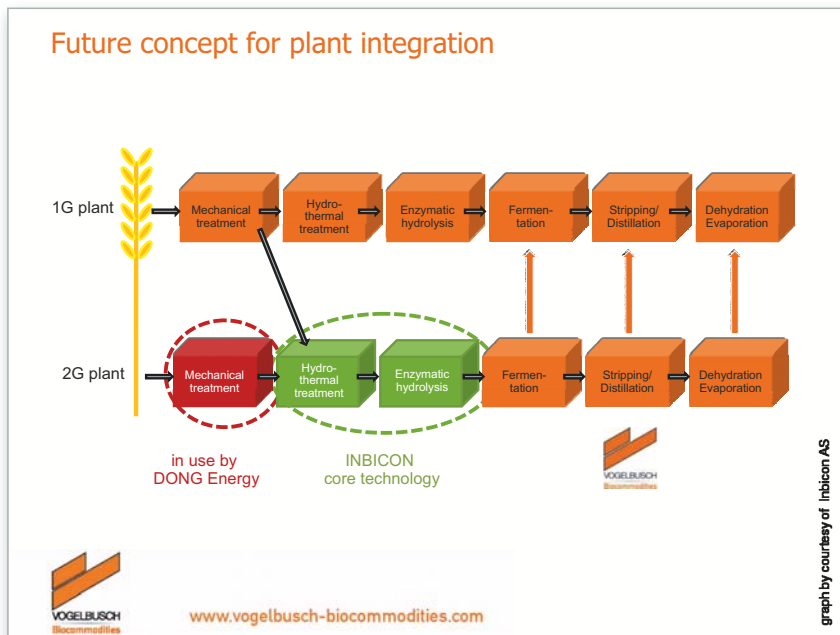 Future concept for plant integration
1G plant
Mechanical
treatment
Hydro-
thermal
treatment
Enzymatic
hydrolysis
Fermen-
tation
Stripping/
Distillation
Dehydration
Evaporation
2G plant
Mechanical
treatment
Hydro-
thermal
treatment
Enzymatic
hydrolysis
Fermen-
tation
Stripping/
Distillation
Dehydration
Evaporation
in use by
DONG Energy
INBICON
core technology
VOGELBUSCH
Biocommodities
graph by courtesy of Inbicon AS
VOGELBUSCH
Biocommodities
www.vogelbusch-biocommodities.com